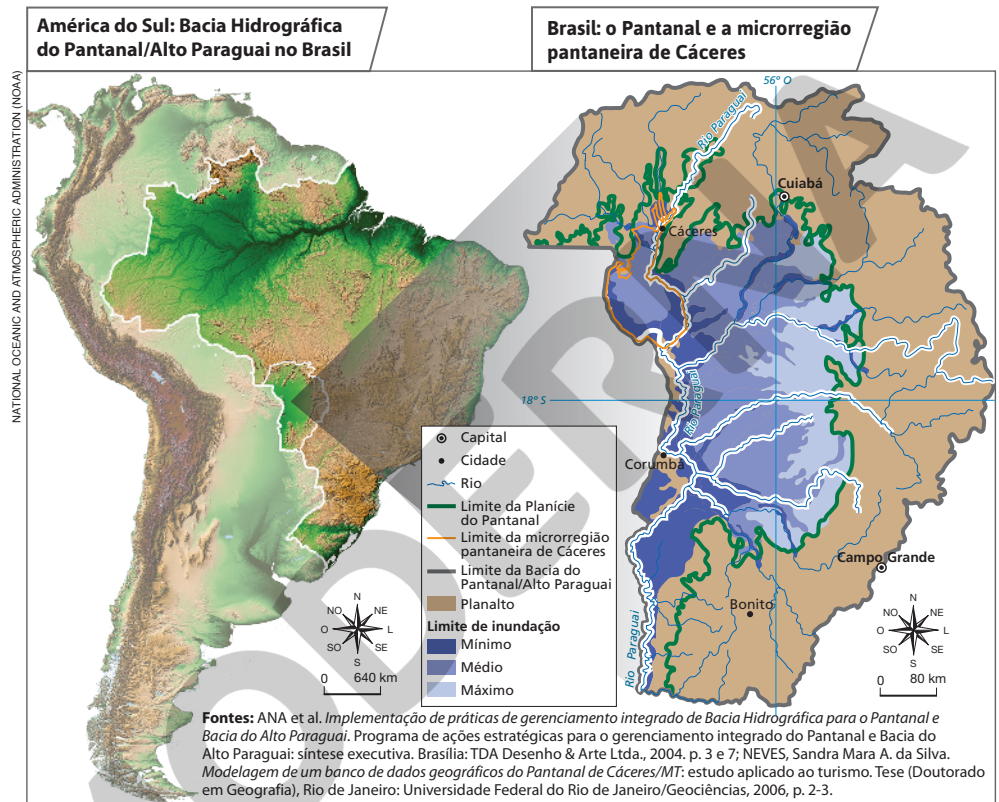 América do Sul: Bacia Hidrográfica
do Pantanal/Alto Paraguai no Brasil
Brasil: o Pantanal e a microrregião
pantaneira de Cáceres
NATIONAL OCEANIC AND ATMOSPHERIC ADMINISTRATION (NOAA)
56º O
Rio Paraguai
Cuiabá
Cáceres
18º S
Rio Paraguai
Corumbá
Campo Grande
Bonito
Rio Paraguai
Capital
Cidade
Rio
Limite da Planície
do Pantanal
Limite da microrregião
pantaneira de Cáceres
Limite da Bacia do
Pantanal/Alto Paraguai
Planalto
Limite de inundação
Mínimo
Médio
Máximo
N
NO NE
O L
SO SE
S
0 640 km
N
NO NE
O L
SO SE
S
0 80 km
MODERNA
Fontes: ANA et al. Implementação de práticas de gerenciamento integrado de Bacia Hidrográfica para o Pantanal e
Bacia do Alto Paraguai. Programa de ações estratégicas para o gerenciamento integrado do Pantanal e Bacia do
Alto Paraguai: síntese executiva. Brasília: TDA Desenho & Arte Ltda., 2004. p. 3 e 7; NEVES, Sandra Mara A. da Silva.
Modelagem de um banco de dados geográficos do Pantanal de Cáceres/MT: estudo aplicado ao turismo. Tese (Doutorado
em Geografia), Rio de Janeiro: Universidade Federal do Rio de Janeiro/Geociências, 2006, p. 2-3.